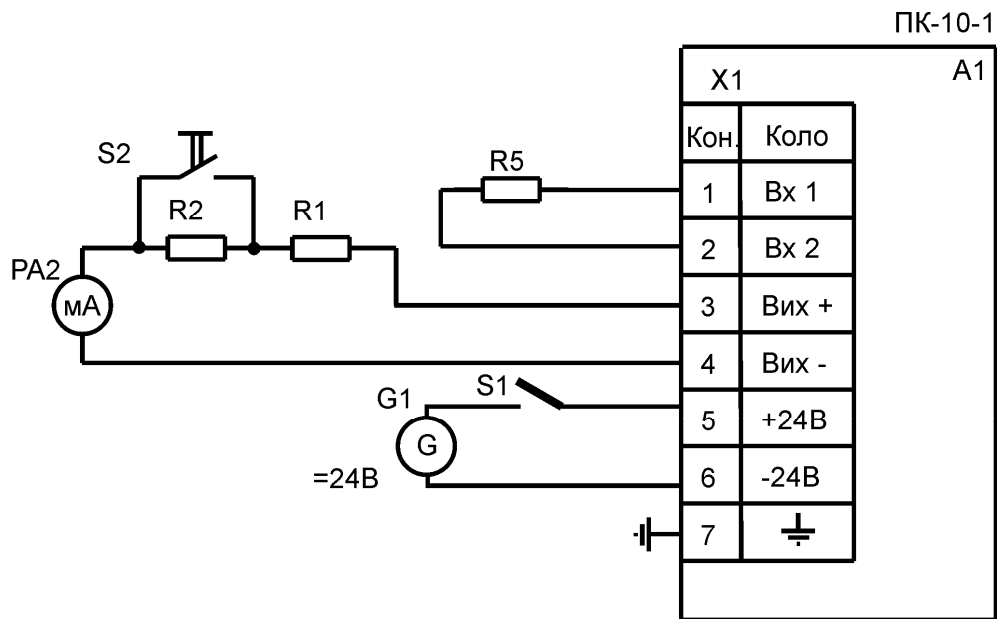 ПК-10-1
A1
X1
Кон. Коло
1 Вх 1
2 Вх 2
3 Вих +
4 Вих -
5 +24В
6 -24В
7
S2
R2
R1
R5
PA2
мА
S1
G1
G
=24В